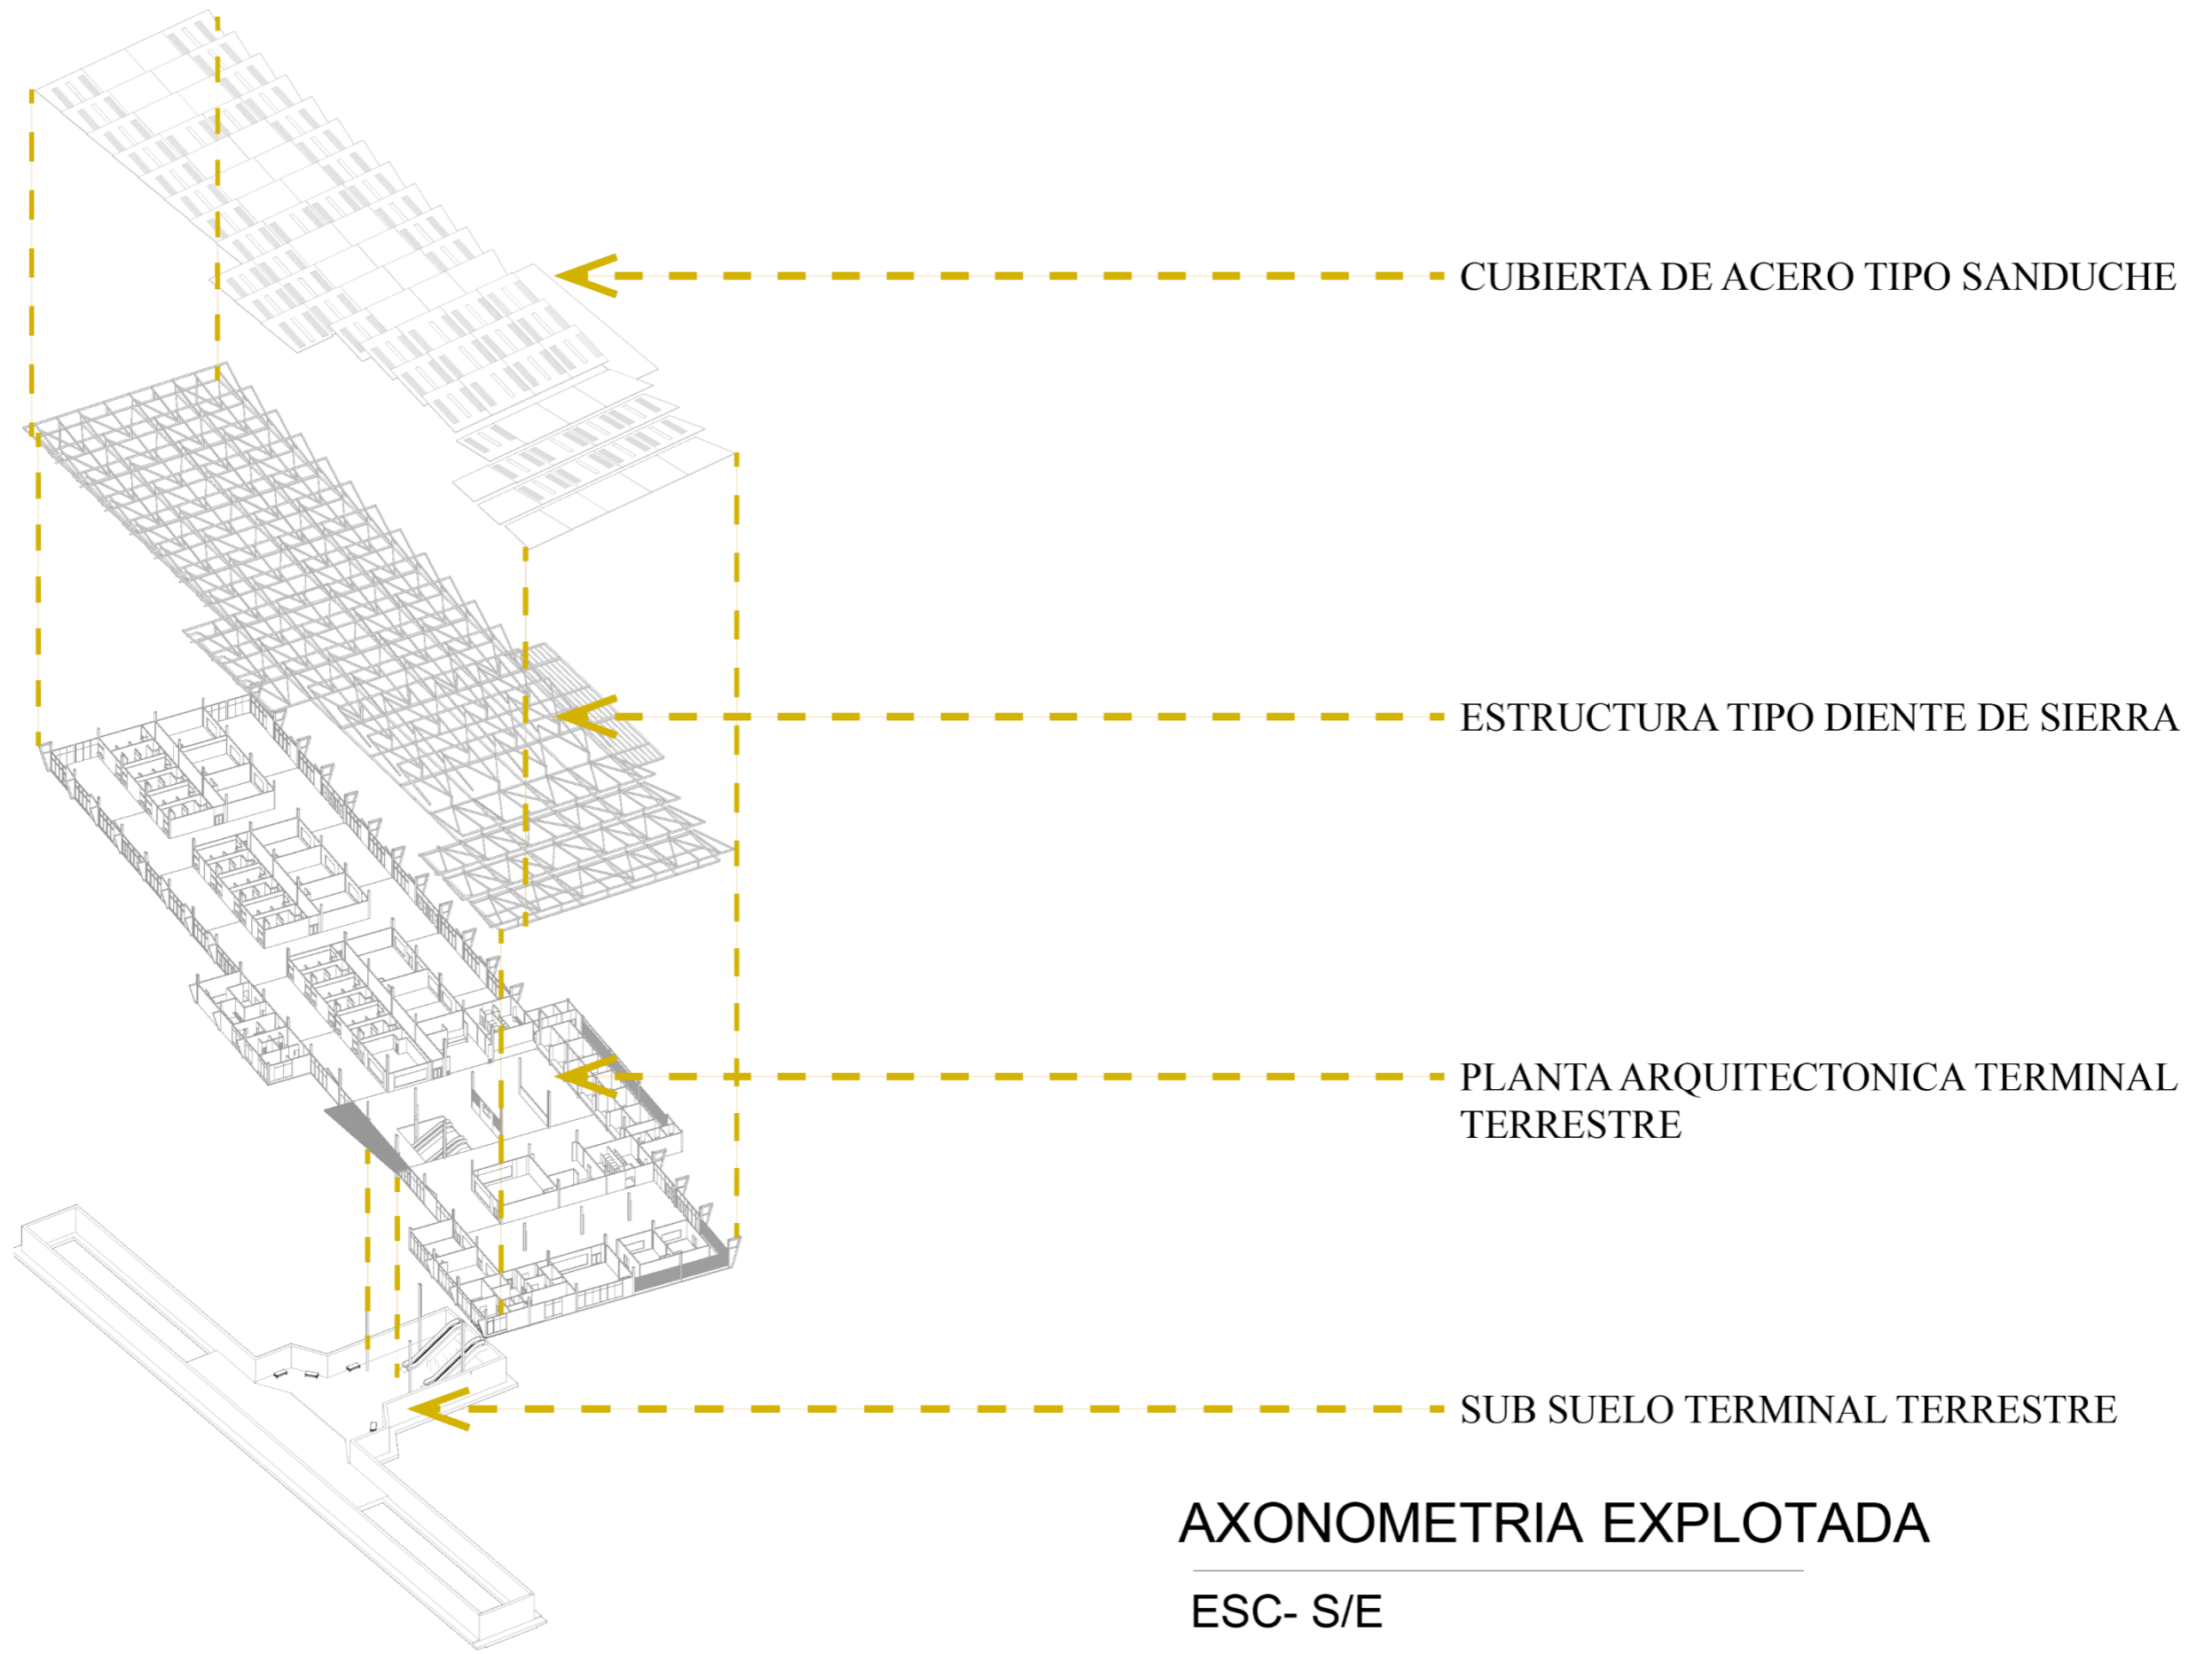 CUBIERTA DE ACERO TIPO SANDUCHE
ESTRUCTURA TIPO DIENTE DE SIERRA
PLANTA ARQUITECTONICA TERMINAL
TERRESTRE
SUB SUELO TERMINAL TERRESTRE
AXONOMETRIA EXPLOTADA
ESC- S/E